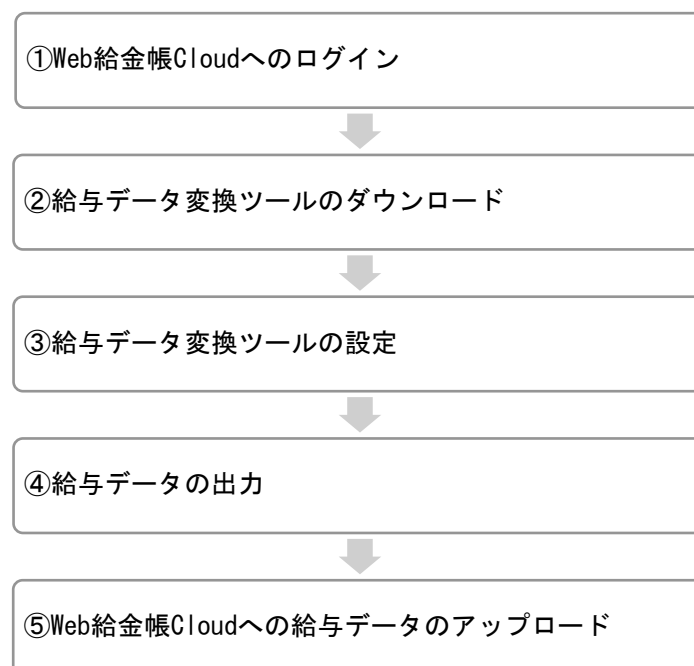 ①Web給金帳Cloudへのログイン
②給与データ変換ツールのダウンロード
③給与データ変換ツールの設定
④給与データの出力
⑤Web給金帳Cloudへの給与データのアップロード